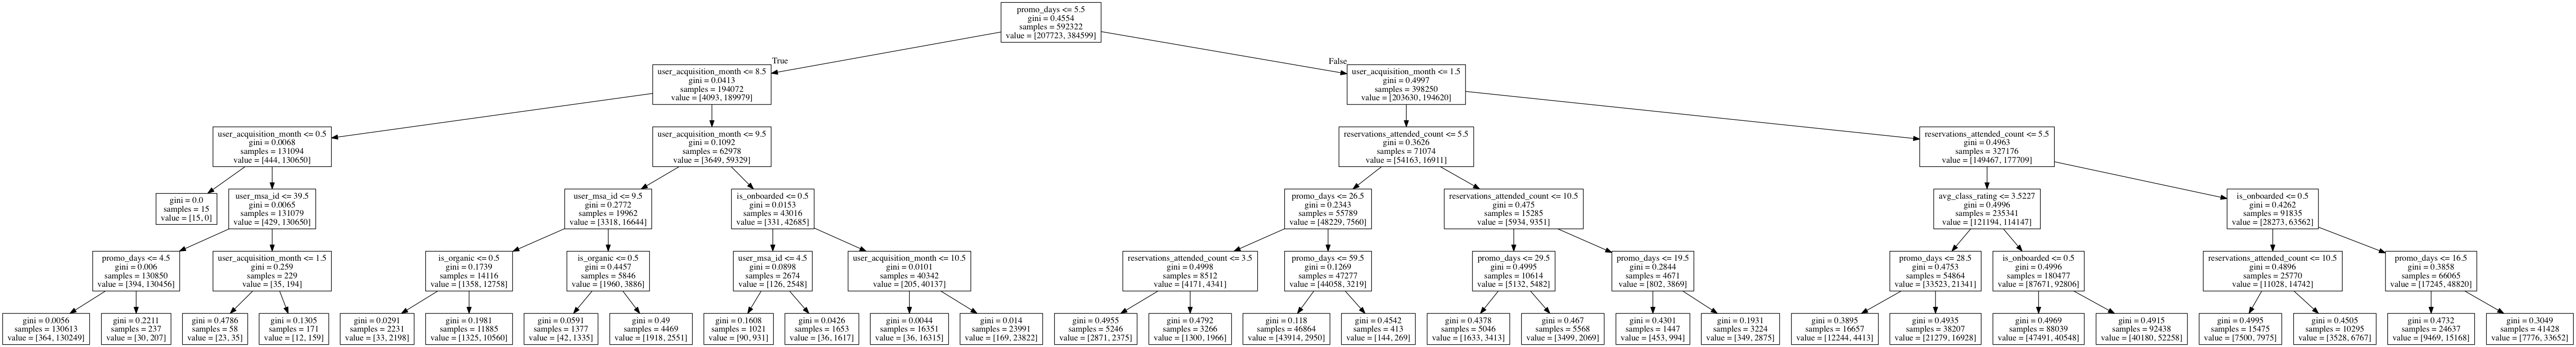 promo_days <= 5.5
gini = 0.4554
samples = 592322
value = [207723, 384599]
True
False
user_acquisition_month <= 8.5
gini = 0.0413
samples = 194072
value = [4093, 189979]
user_acquisition_month <= 1.5
gini = 0.4997
samples = 398250
value = [203630, 194620]
user_acquisition_month <= 0.5
gini = 0.0068
samples = 131094
value = [444, 130650]
user_acquisition_month <= 9.5
gini = 0.1092
samples = 62978
value = [3649, 59329]
reservations_attended_count <= 5.5
gini = 0.3626
samples = 71074
value = [54163, 16911]
reservations_attended_count <= 5.5
gini = 0.4963
samples = 327176
value = [149467, 177709]
gini = 0.0
samples = 15
value = [15, 0]
user_msa_id <= 39.5
gini = 0.0065
samples = 131079
value = [429, 130650]
user_msa_id <= 9.5
gini = 0.2772
samples = 19962
value = [3318, 16644]
is_onboarded <= 0.5
gini = 0.0153
samples = 43016
value = [331, 42685]
promo_days <= 26.5
gini = 0.2343
samples = 55789
value = [48229, 7560]
reservations_attended_count <= 10.5
gini = 0.475
samples = 15285
value = [5934, 9351]
avg_class_rating <= 3.5227
gini = 0.4996
samples = 235341
value = [121194, 114147]
is_onboarded <= 0.5
gini = 0.4262
samples = 91835
value = [28273, 63562]
promo_days <= 4.5
gini = 0.006
samples = 130850
value = [394, 130456]
user_acquisition_month <= 1.5
gini = 0.259
samples = 229
value = [35, 194]
is_organic <= 0.5
gini = 0.1739
samples = 14116
value = [1358, 12758]
is_organic <= 0.5
gini = 0.4457
samples = 5846
value = [1960, 3886]
user_msa_id <= 4.5
gini = 0.0898
samples = 2674
value = [126, 2548]
user_acquisition_month <= 10.5
gini = 0.0101
samples = 40342
value = [205, 40137]
reservations_attended_count <= 3.5
gini = 0.4998
samples = 8512
value = [4171, 4341]
promo_days <= 59.5
gini = 0.1269
samples = 47277
value = [44058, 3219]
promo_days <= 29.5
gini = 0.4995
samples = 10614
value = [5132, 5482]
promo_days <= 19.5
gini = 0.2844
samples = 4671
value = [802, 3869]
promo_days <= 28.5
gini = 0.4753
samples = 54864
value = [33523, 21341]
is_onboarded <= 0.5
gini = 0.4996
samples = 180477
value = [87671, 92806]
reservations_attended_count <= 10.5
gini = 0.4896
samples = 25770
value = [11028, 14742]
promo_days <= 16.5
gini = 0.3858
samples = 66065
value = [17245, 48820]
gini = 0.0056
samples = 130613
value = [364, 130249]
gini = 0.2211
samples = 237
value = [30, 207]
gini = 0.4786
samples = 58
value = [23, 35]
gini = 0.1305
samples = 171
value = [12, 159]
gini = 0.0291
samples = 2231
value = [33, 2198]
gini = 0.1981
samples = 11885
value = [1325, 10560]
gini = 0.0591
samples = 1377
value = [42, 1335]
gini = 0.49
samples = 4469
value = [1918, 2551]
gini = 0.1608
samples = 1021
value = [90, 931]
gini = 0.0426
samples = 1653
value = [36, 1617]
gini = 0.0044
samples = 16351
value = [36, 16315]
gini = 0.014
samples = 23991
value = [169, 23822]
gini = 0.4955
samples = 5246
value = [2871, 2375]
gini = 0.4792
samples = 3266
value = [1300, 1966]
gini = 0.118
samples = 46864
value = [43914, 2950]
gini = 0.4542
samples = 413
value = [144, 269]
gini = 0.4378
samples = 5046
value = [1633, 3413]
gini = 0.467
samples = 5568
value = [3499, 2069]
gini = 0.4301
samples = 1447
value = [453, 994]
gini = 0.1931
samples = 3224
value = [349, 2875]
gini = 0.3895
samples = 16657
value = [12244, 4413]
gini = 0.4935
samples = 38207
value = [21279, 16928]
gini = 0.4969
samples = 88039
value = [47491, 40548]
gini = 0.4915
samples = 92438
value = [40180, 52258]
gini = 0.4995
samples = 15475
value = [7500, 7975]
gini = 0.4505
samples = 10295
value = [3528, 6767]
gini = 0.4732
samples = 24637
value = [9469, 15168]
gini = 0.3049
samples = 41428
value = [7776, 33652]